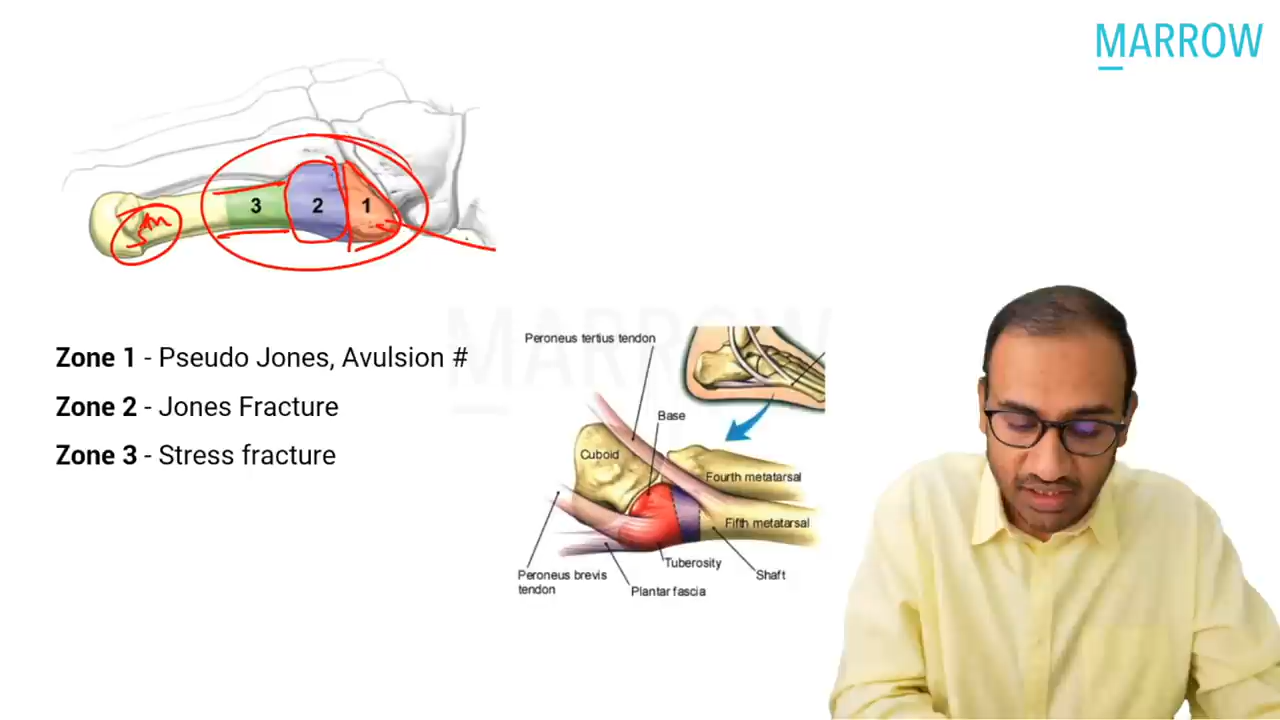 MARROW
3
2
1
Zone 1 - Pseudo Jones, Avulsion #
Zone 2 - Jones Fracture
Zone 3 - Stress fracture
MARROW
Peroneus tertius tendon
Base
Cuboid
Fourth metatarsal
Fifth metatarsal
Tuberosity
Shaft
Peroneus brevis
tendon
Plantar fascia